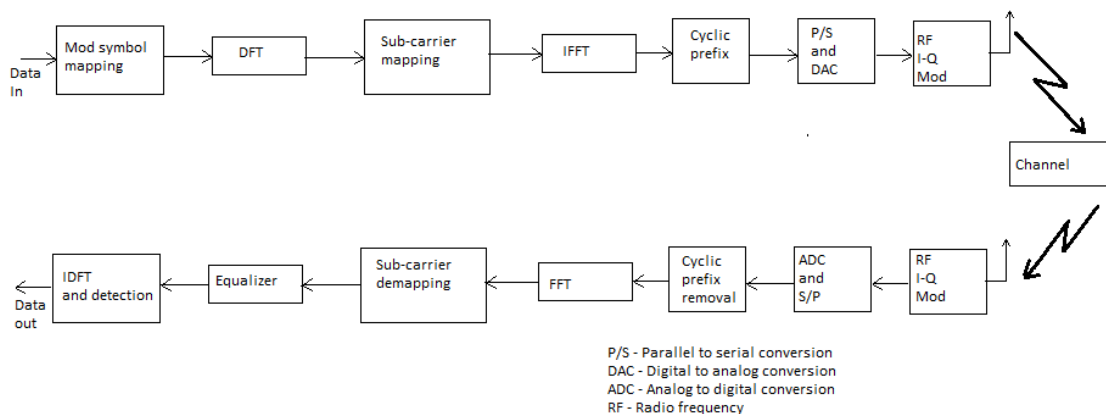 Data
In
Mod symbol
mapping
DFT
Sub-carrier
mapping
IFFT
Cyclic
prefix
P/S
and
DAC
RF
I-Q
Mod
Channel
RF
I-Q
Mod
ADC
and
S/P
Cyclic
prefix
removal
FFT
Sub-carrier
demapping
Equalizer
IDFT
and detection
Data
out
P/S - Parallel to serial conversion
DAC - Digital to analog conversion
ADC - Analog to digital conversion
RF - Radio frequency